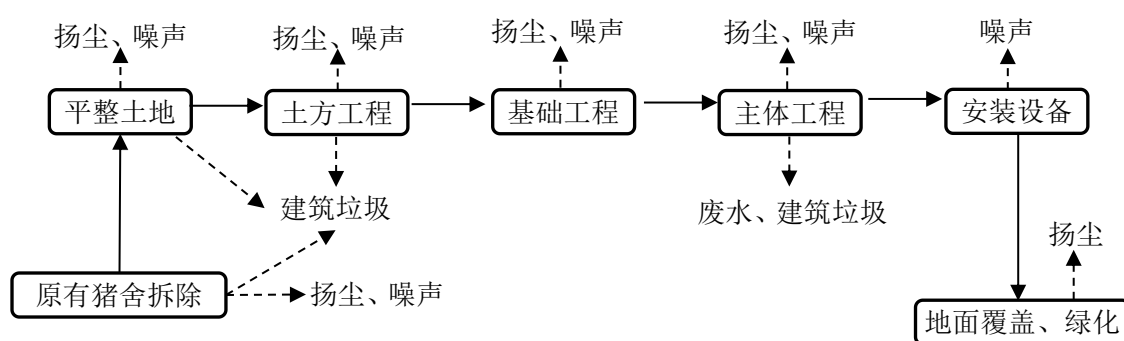 扬尘、噪声
扬尘、噪声
扬尘、噪声
扬尘、噪声
噪声
平整土地
土方工程
基础工程
主体工程
安装设备
建筑垃圾
废水、建筑垃圾
扬尘
原有猪舍拆除
扬尘、噪声
地面覆盖、绿化